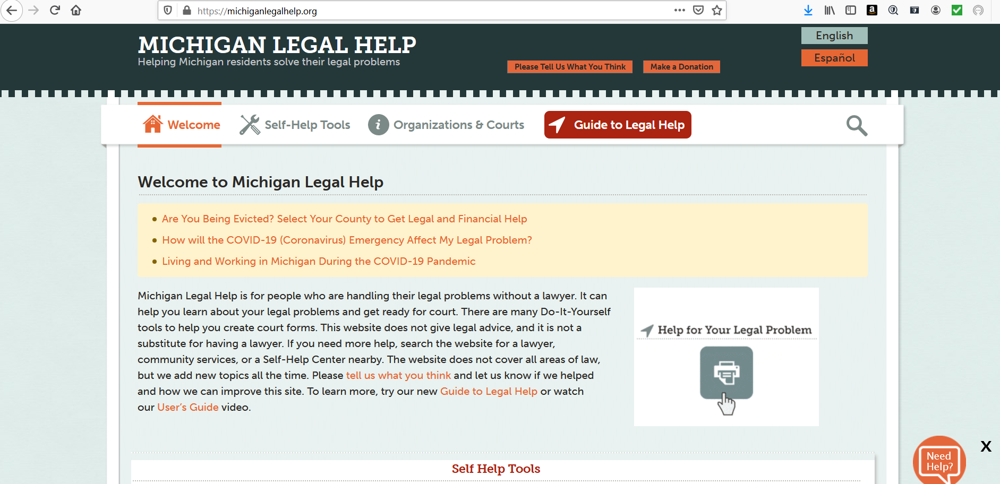 https://michiganlegalhelp.org
MICHIGAN LEGAL HELP
Helping Michigan residents solve their legal problems
Please Tell Us What You Think
Make a Donation
English
Español
Welcome
Self-Help Tools
Organizations & Courts
Guide to Legal Help
Welcome to Michigan Legal Help
Are You Being Evicted? Select Your County to Get Legal and Financial Help
How will the COVID-19 (Coronavirus) Emergency Affect My Legal Problem?
Living and Working in Michigan During the COVID-19 Pandemic
Michigan Legal Help is for people who are handling their legal problems without a lawyer. It can
help you learn about your legal problems and get ready for court. There are many Do-It-Yourself
tools to help you create court forms. This website does not give legal advice, and it is not a
substitute for having a lawyer. If you need more help, search the website for a lawyer,
community services, or a Self-Help Center nearby. The website does not cover all areas of law,
but we add new topics all the time. Please tell us what you think and let us know if we helped
and how we can improve this site. To learn more, try our new Guide to Legal Help or watch
our User's Guide video.
Help for Your Legal Problem
Self Help Tools
Need
Help?
X